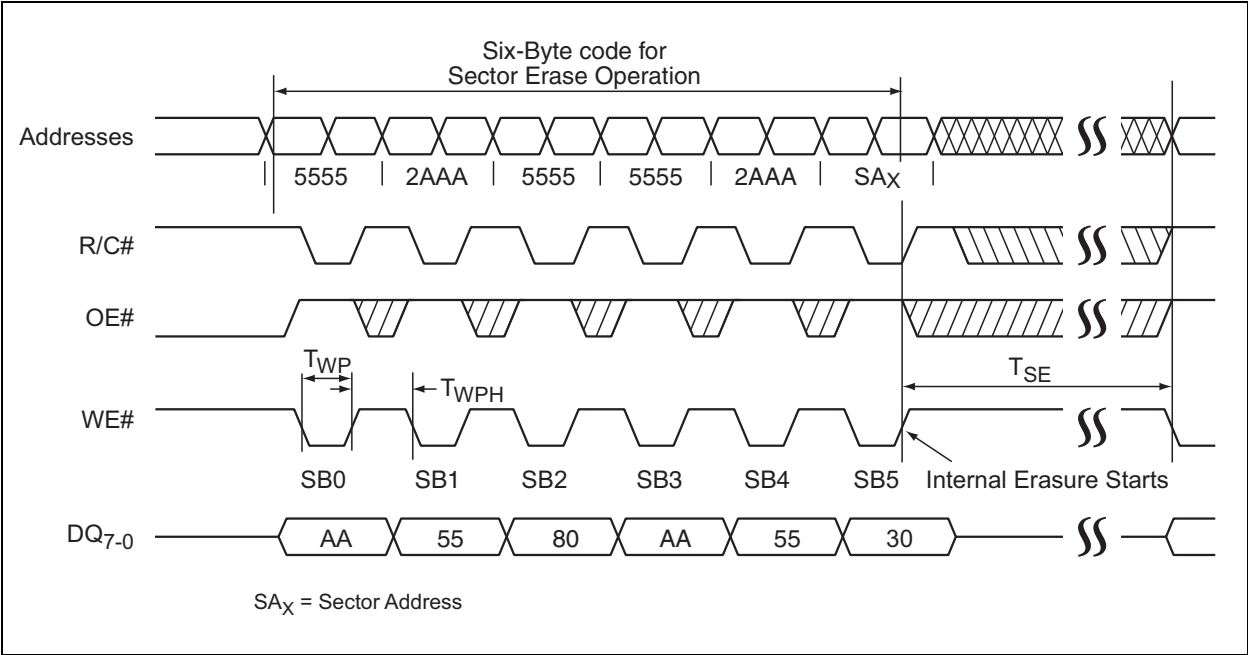 Six-Byte code for
Sector Erase Operation
Addresses
5555 2AAA 5555 5555 2AAA SAX
R/C#
OE#
TWP
TWPH
TSE
WE#
SB0 SB1 SB2 SB3 SB4 SB5 Internal Erasure Starts
DQ7-0 AA 55 80 AA 55 30
SAX = Sector Address